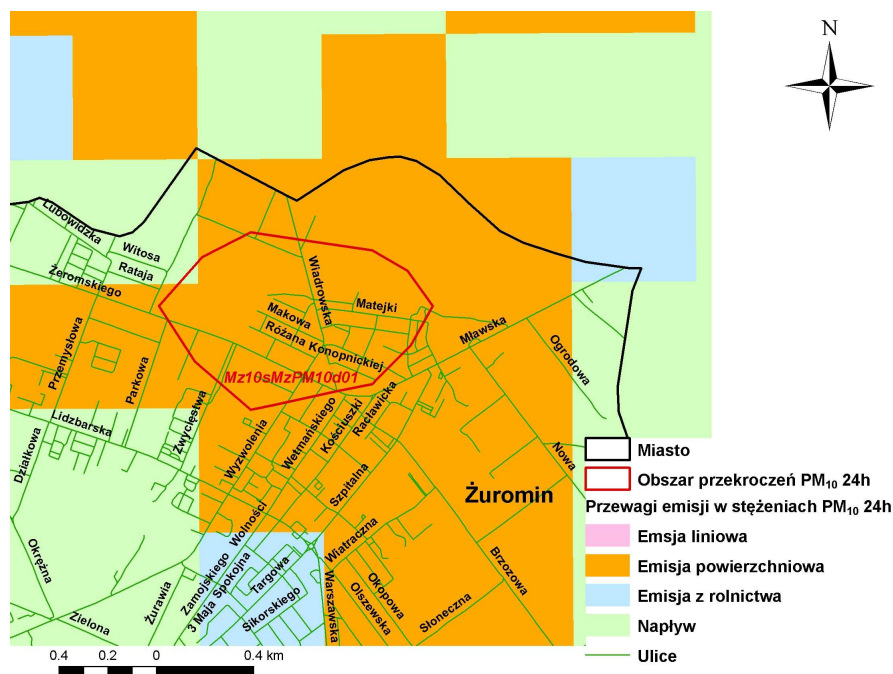 N
Lubowidzka
Witosa
Rataja
Żeromskiego
Wiadrowska
Matejki
Makowa
Różana Konopnickiej
Mławska
Ogrodowa
Przemysłowa
Parkowa
Mz10sMzPM10d01
Zwycięstwa
Lidzbarska
Działkowa
Wyzwolenia
Wetmańskiego
Kościuszki
Racławicka
Szpitalna
Nowa
Żuromin
Wolności
Wiatraczna
Okrężna
Zamojskiego
3 Maja Spokojna
Targowa
Sikorskiego
Warszawska
Olszewska
Okopowa
Słoneczna
Brzozowa
Żurawia
Zielona
Miasto
Obszar przekroczeń PM₁₀ 24h
Przewagi emisji w stężeniach PM₁₀ 24h
Emsja liniowa
Emisja powierzchniowa
Emisja z rolnictwa
Napływ
Ulice
0.4 0.2 0 0.4 km